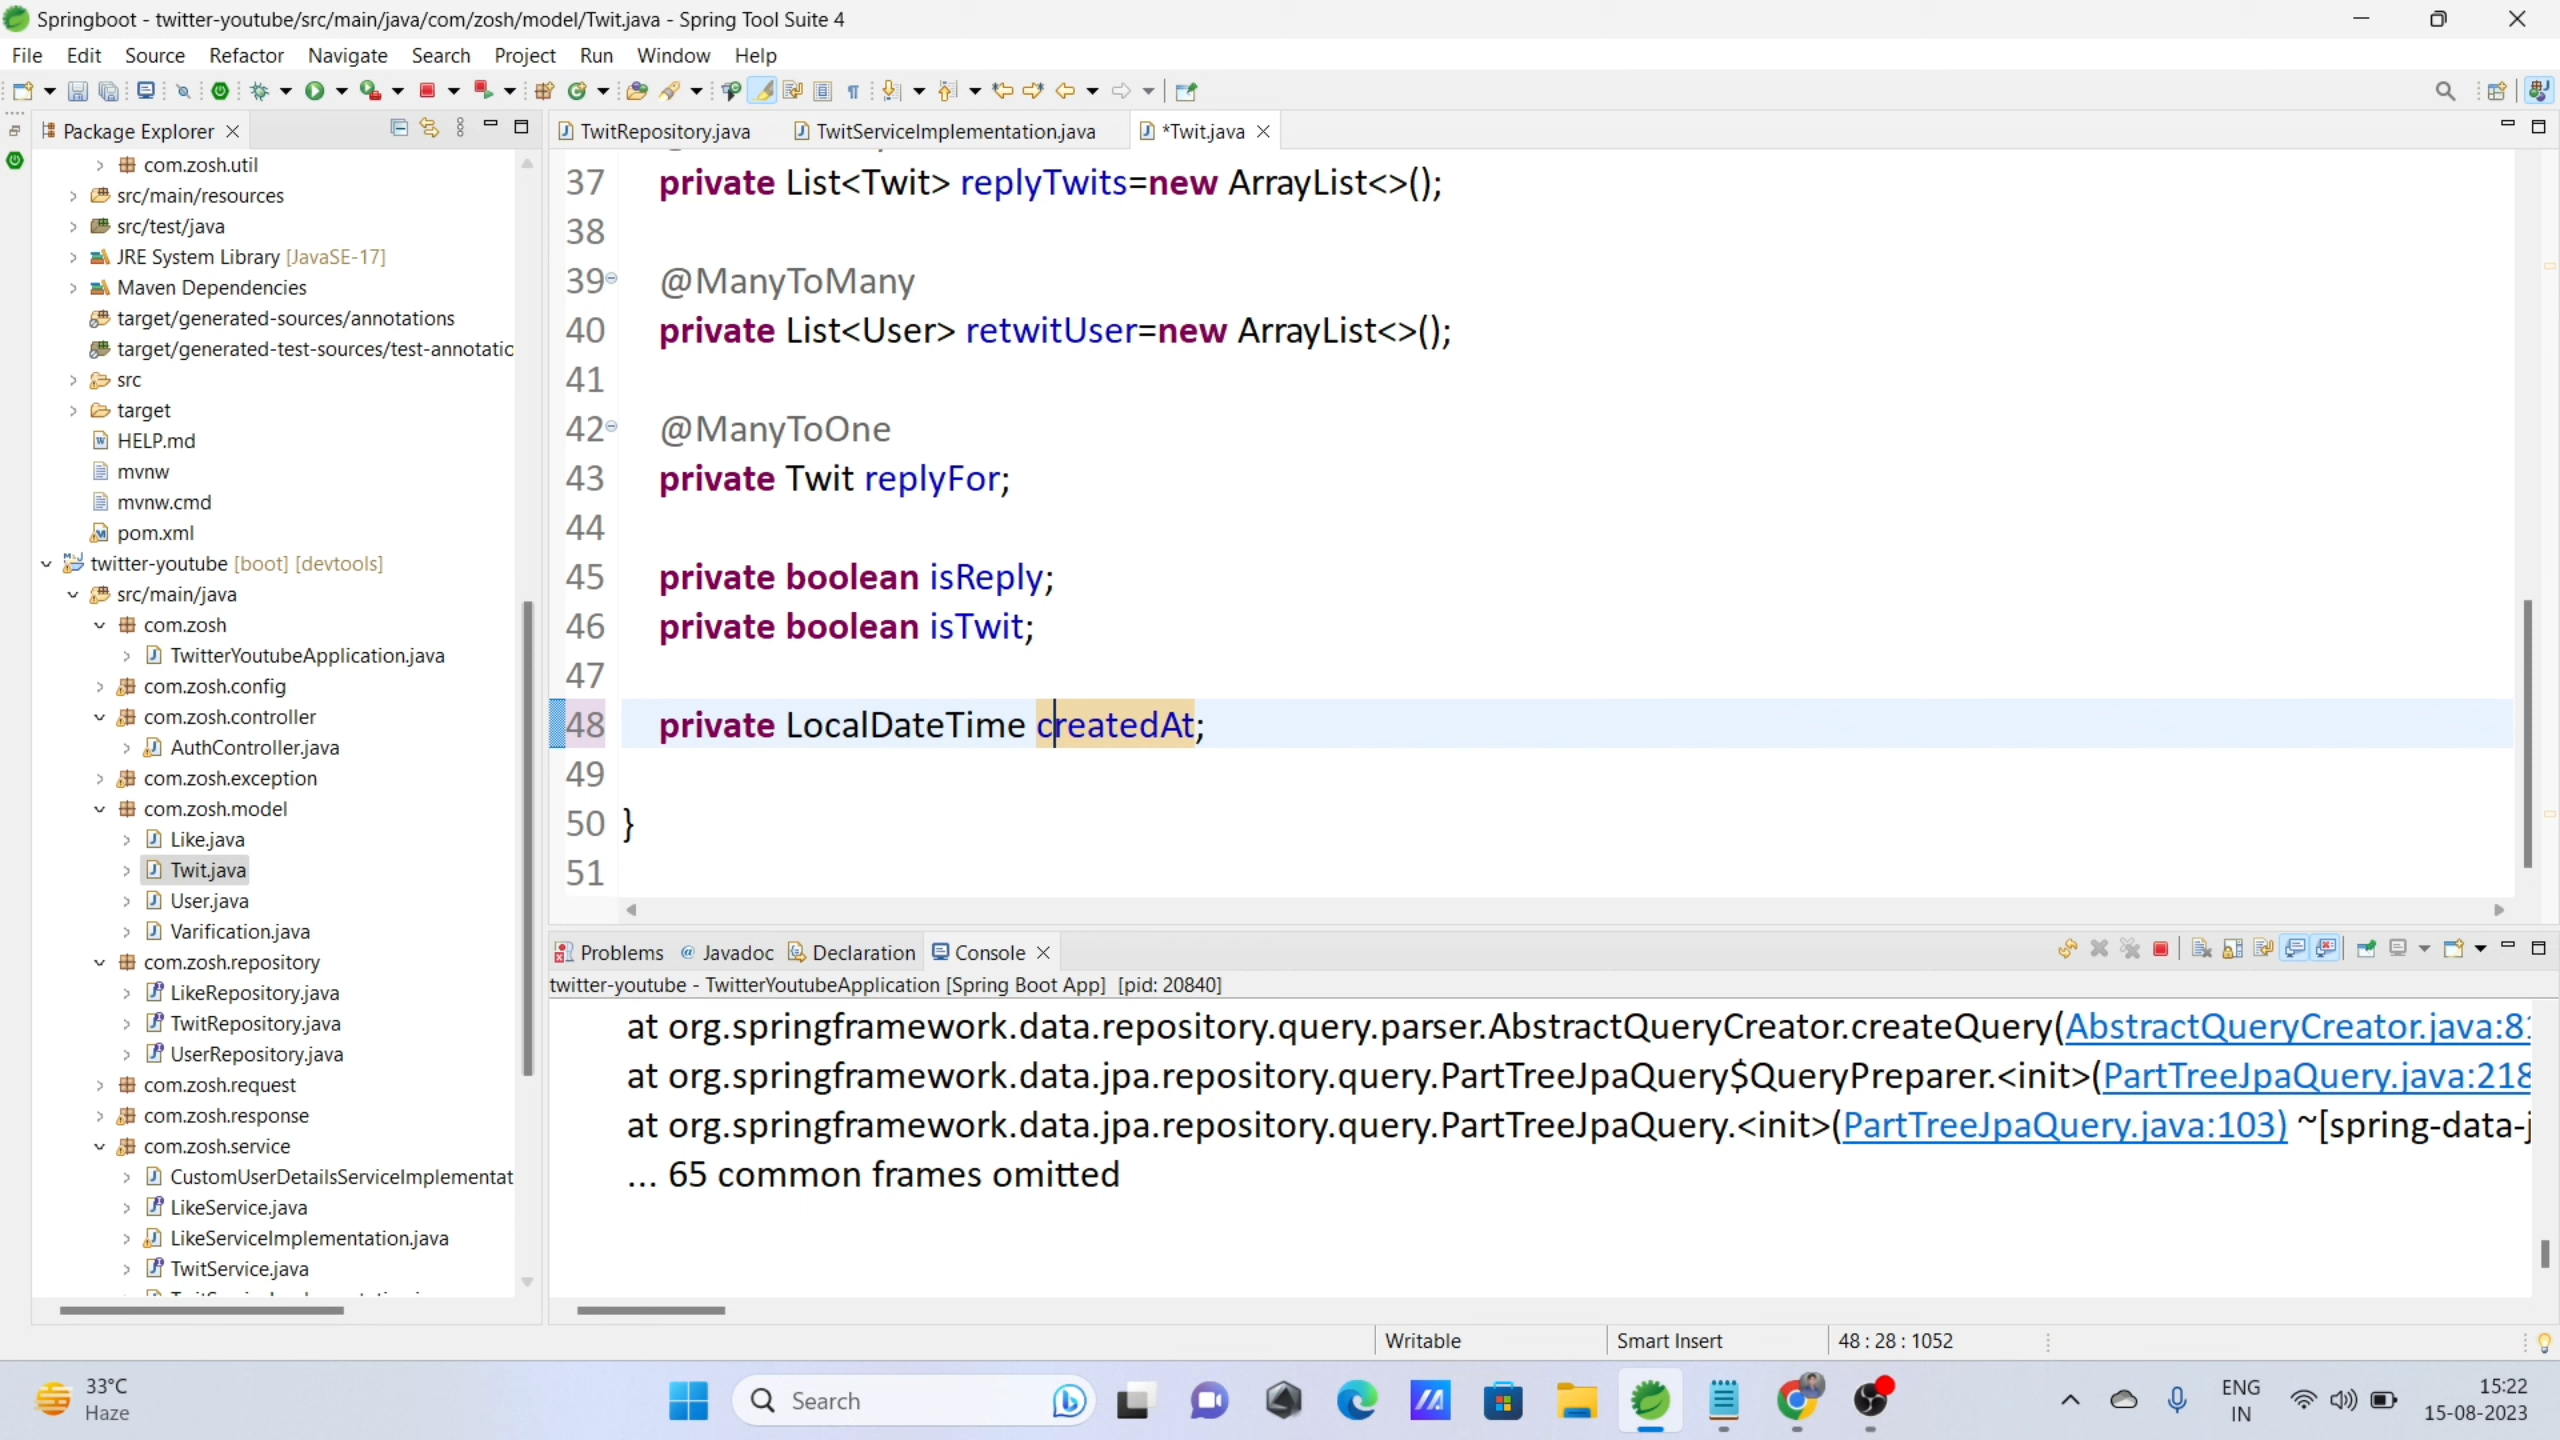 Springboot - twitter-youtube/src/main/java/com/zosh/model/Twit.java - Spring Tool Suite 4
File Edit Source Refactor Navigate Search Project Run Window Help
Package Explorer
com.zosh.util
src/main/resources
src/test/java
JRE System Library [JavaSE-17]
Maven Dependencies
target/generated-sources/annotations
target/generated-test-sources/test-annotatio
src
target
HELP.md
mvnw
mvnw.cmd
pom.xml
twitter-youtube [boot] [devtools]
src/main/java
com.zosh
TwitterYoutubeApplication.java
com.zosh.config
com.zosh.controller
AuthController.java
com.zosh.exception
com.zosh.model
Like.java
Twit.java
User.java
Varification.java
com.zosh.repository
LikeRepository.java
TwitRepository.java
UserRepository.java
com.zosh.request
com.zosh.response
com.zosh.service
CustomUserDetailsServiceImplementat
LikeService.java
LikeServiceImplementation.java
TwitService.java
TwitRepository.java TwitServiceImplementation.java *Twit.java
37 private List<Twit> replyTwits=new ArrayList<>();
38
39 @ManyToMany
40 private List<User> retwitUser=new ArrayList<>();
41
42 @ManyToOne
43 private Twit replyFor;
44
45 private boolean isReply;
46 private boolean isTwit;
47
48 private LocalDateTime createdAt;
49
50 }
51
Problems Javadoc Declaration Console
twitter-youtube - TwitterYoutubeApplication [Spring Boot App] [pid: 20840]
at org.springframework.data.repository.query.parser.AbstractQueryCreator.createQuery(AbstractQueryCreator.java:81
at org.springframework.data.jpa.repository.query.PartTreeJpaQuery$QueryPreparer.<init>(PartTreeJpaQuery.java:218
at org.springframework.data.jpa.repository.query.PartTreeJpaQuery.<init>(PartTreeJpaQuery.java:103) ~[spring-data-j
... 65 common frames omitted
Writable Smart Insert 48 : 28 : 1052
33°C
Haze
Search
ENG
IN
15:22
15-08-2023